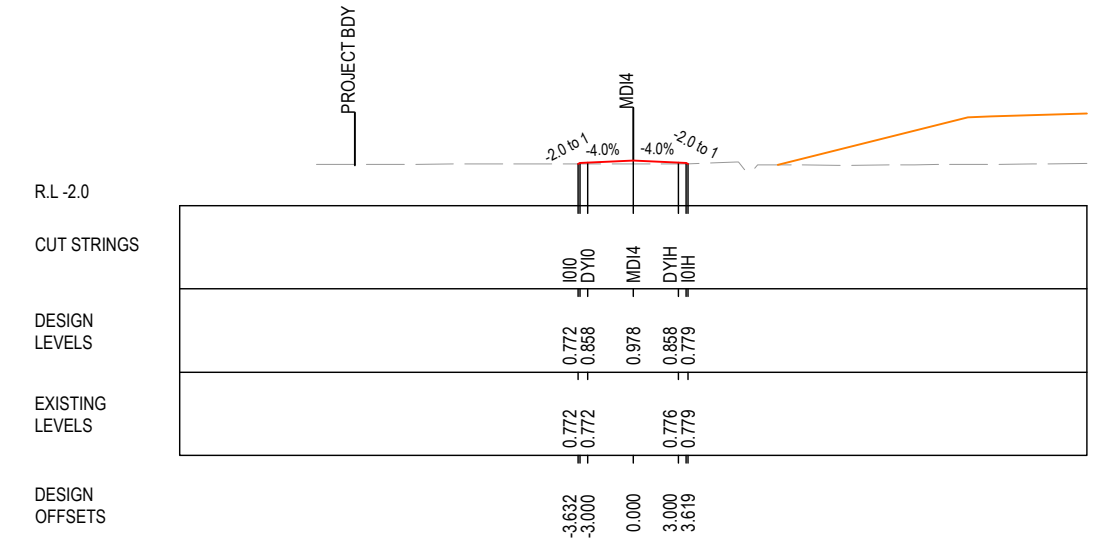 PROJECT BDY
MDI4
-2.0 to 1
-4.0%
-4.0%
-2.0 to 1
R.L -2.0
CUT STRINGS
I0I0
DYI0
MDI4
DYIH
I0IH
DESIGN
LEVELS
0.772
0.858
0.978
0.858
0.779
EXISTING
LEVELS
0.772
0.772
0.776
0.779
DESIGN
OFFSETS
-3.632
-3.000
0.000
3.000
3.619